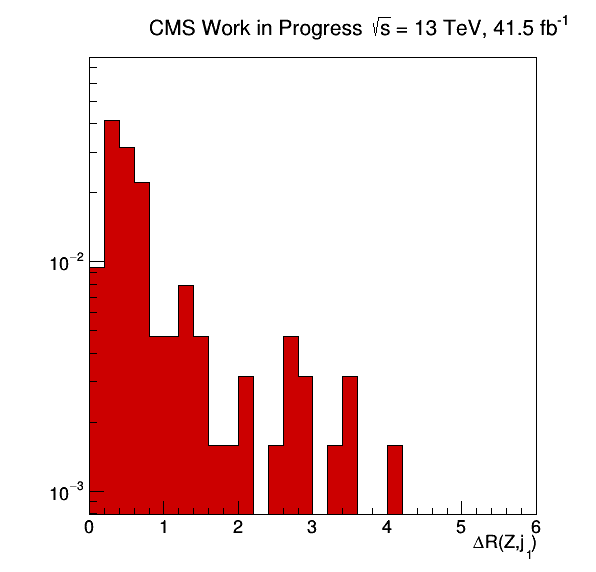 CMS Work in Progress √s = 13 TeV, 41.5 fb⁻¹
10⁻²
10⁻³
0 1 2 3 4 5 6
ΔR(Z,j₁)